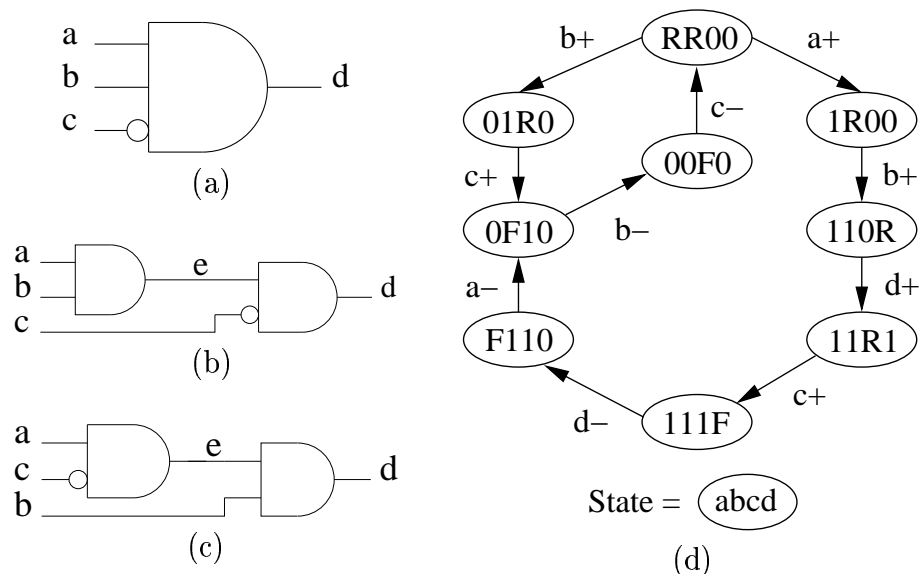 a
b
c
d
(a)
a
b
c
e
d
(b)
a
c
b
e
d
(c)
RR00
b+
a+
01R0
1R00
c−
00F0
c+
b+
0F10
b−
110R
a−
d+
F110
11R1
c+
d−
111F
State = abcd
(d)